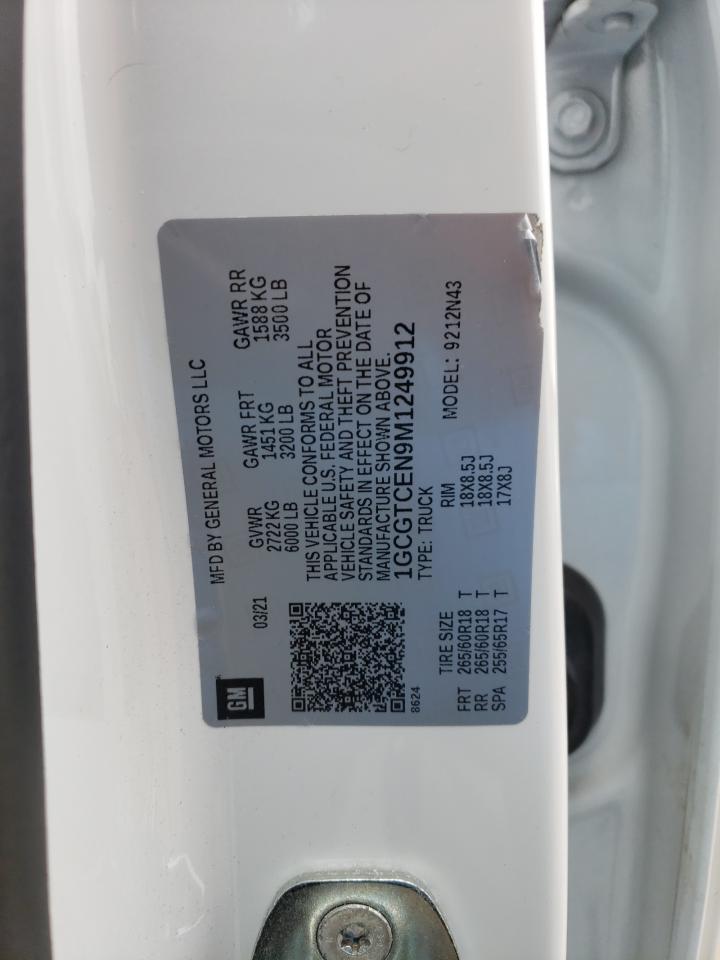 GM
MFD BY GENERAL MOTORS LLC
03/21 GVWR GAWR FRT GAWR RR
2722 KG 1451 KG 1588 KG
6000 LB 3200 LB 3500 LB
THIS VEHICLE CONFORMS TO ALL
APPLICABLE U.S. FEDERAL MOTOR
VEHICLE SAFETY AND THEFT PREVENTION
STANDARDS IN EFFECT ON THE DATE OF
MANUFACTURE SHOWN ABOVE.
1GCGTCEN9M1249912
8624 TYPE: TRUCK
TIRE SIZE RIM MODEL: 9212N43
FRT 265/60R18 T 18X8.5J
RR 265/60R18 T 18X8.5J
SPA 255/65R17 T 17X8J